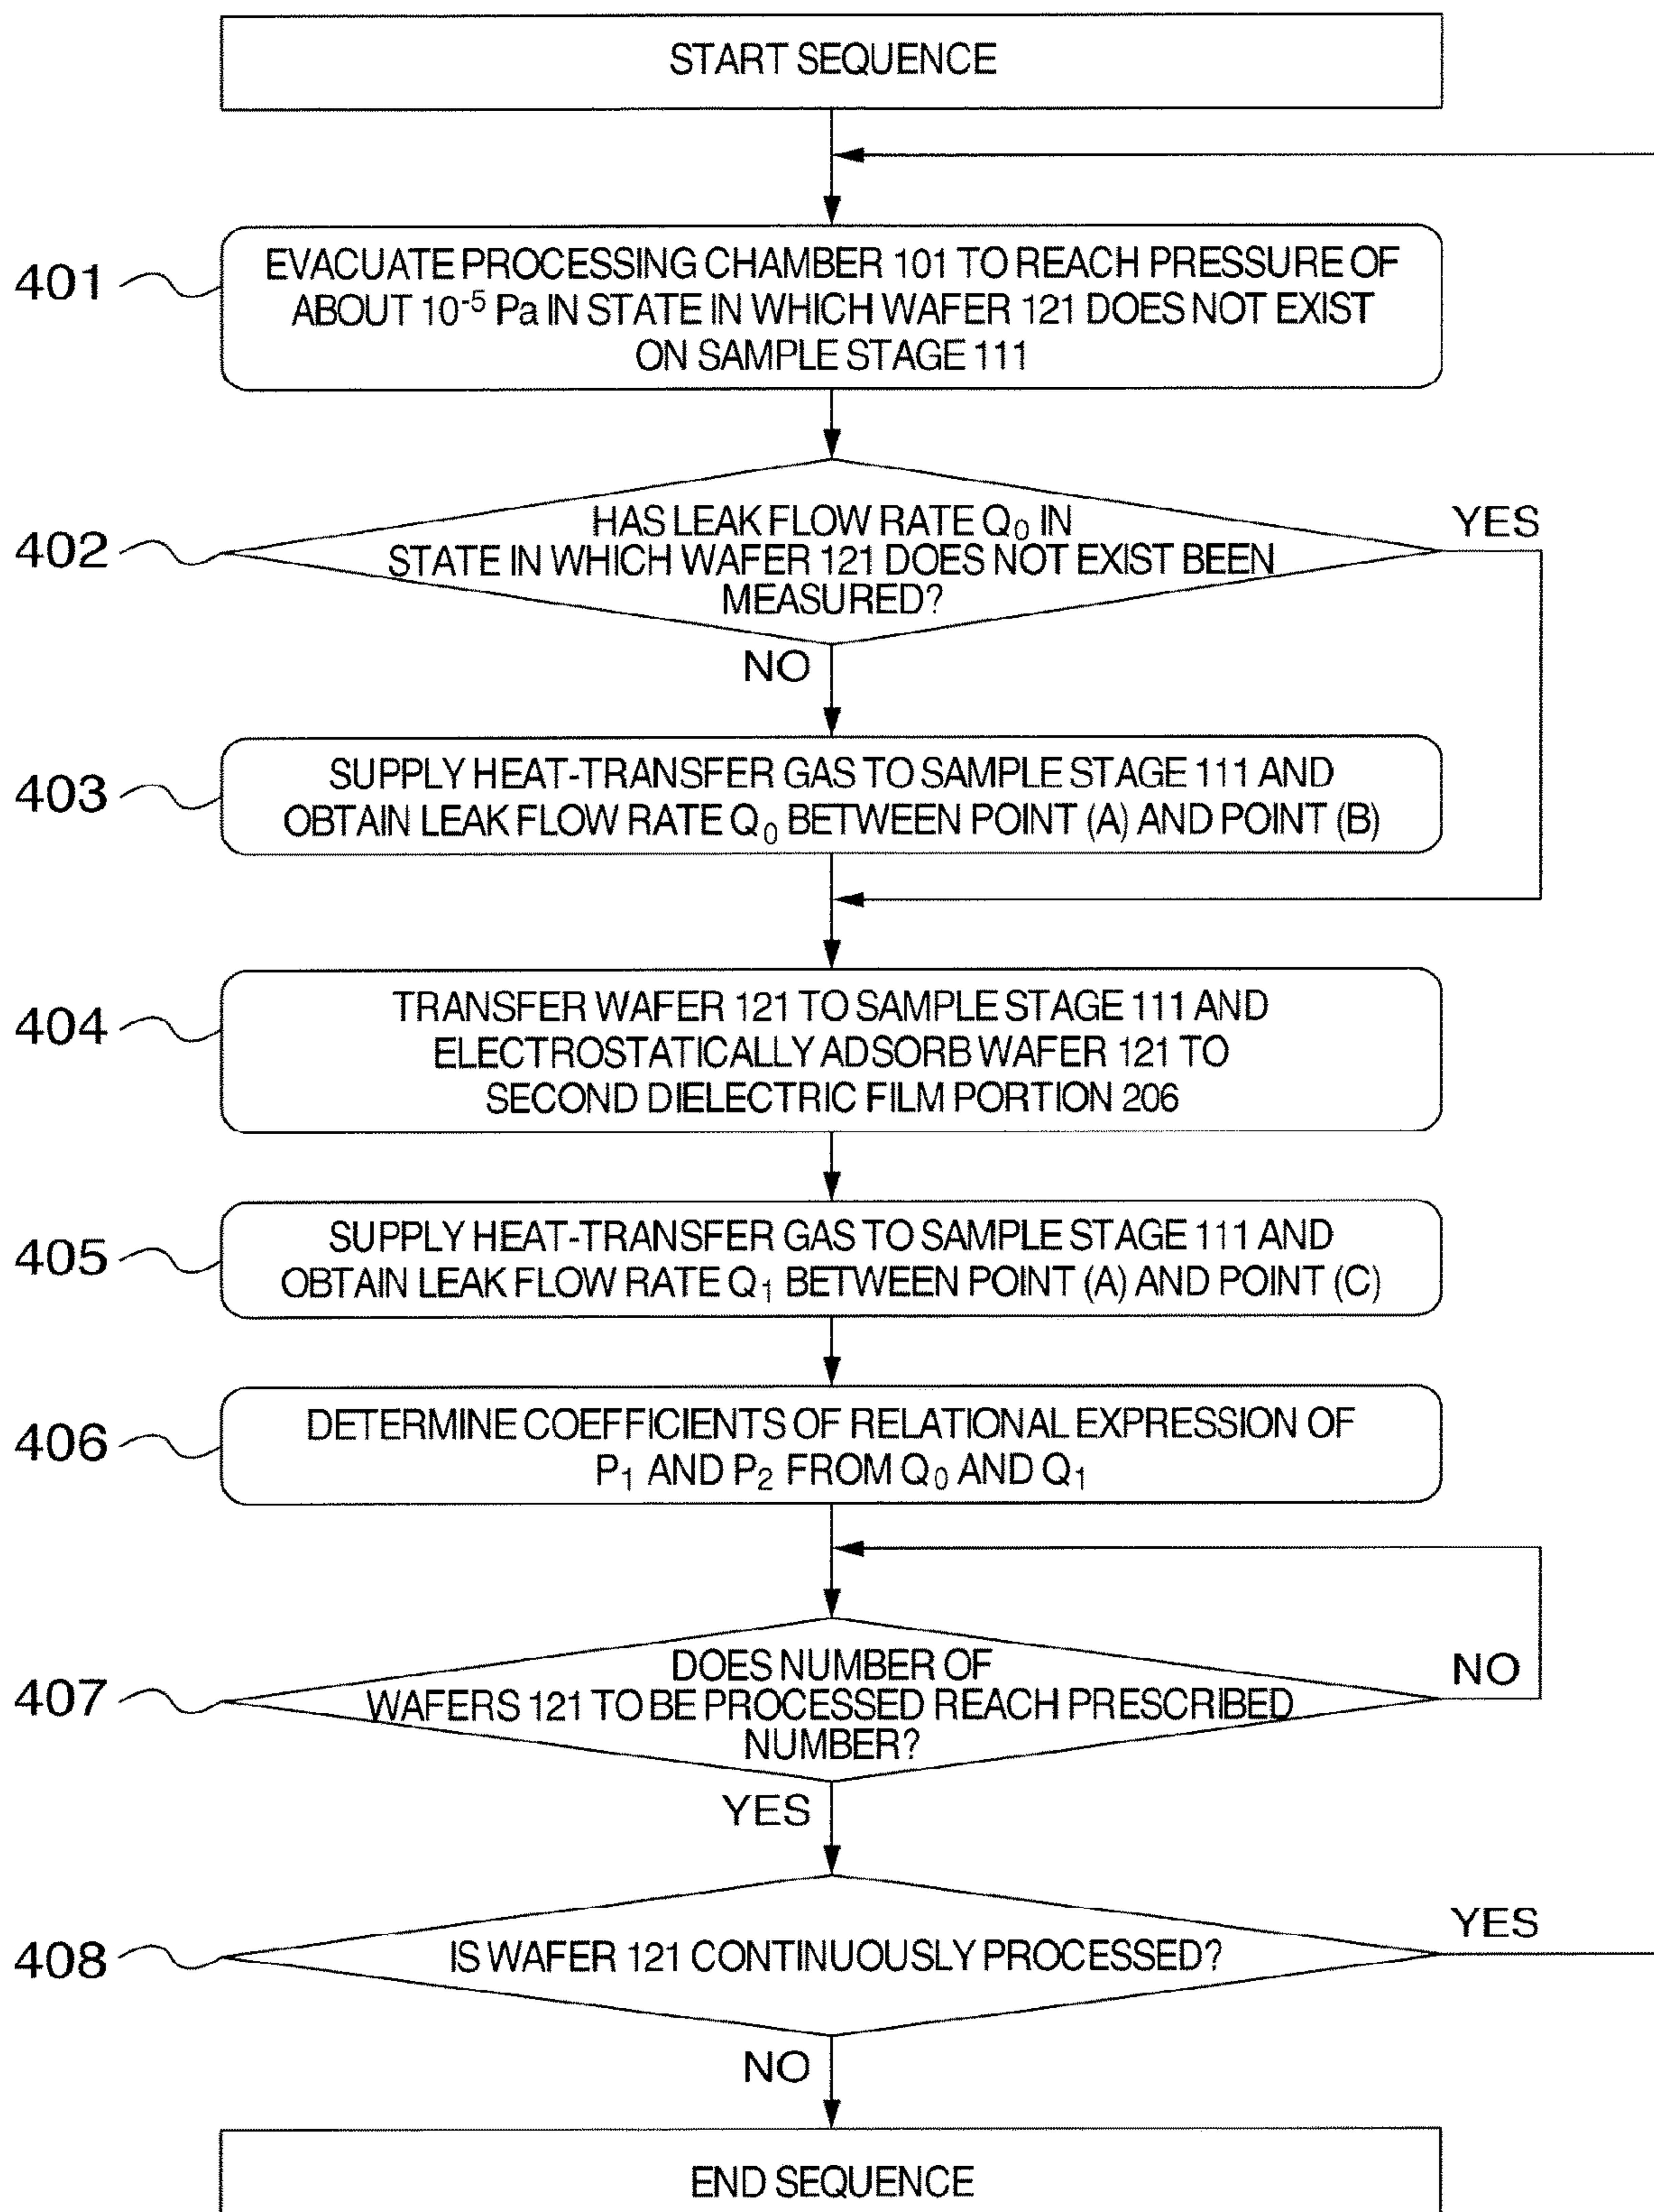 START SEQUENCE
401
EVACUATE PROCESSING CHAMBER 101 TO REACH PRESSURE OF
ABOUT 10⁻⁵ Pa IN STATE IN WHICH WAFER 121 DOES NOT EXIST
ON SAMPLE STAGE 111
402
HAS LEAK FLOW RATE Q₀ IN
STATE IN WHICH WAFER 121 DOES NOT EXIST BEEN
MEASURED?
YES
NO
403
SUPPLY HEAT-TRANSFER GAS TO SAMPLE STAGE 111 AND
OBTAIN LEAK FLOW RATE Q₀ BETWEEN POINT (A) AND POINT (B)
404
TRANSFER WAFER 121 TO SAMPLE STAGE 111 AND
ELECTROSTATICALLY ADSORB WAFER 121 TO
SECOND DIELECTRIC FILM PORTION 206
405
SUPPLY HEAT-TRANSFER GAS TO SAMPLE STAGE 111 AND
OBTAIN LEAK FLOW RATE Q₁ BETWEEN POINT (A) AND POINT (C)
406
DETERMINE COEFFICIENTS OF RELATIONAL EXPRESSION OF
P₁ AND P₂ FROM Q₀ AND Q₁
407
DOES NUMBER OF
WAFERS 121 TO BE PROCESSED REACH PRESCRIBED
NUMBER?
NO
YES
408
IS WAFER 121 CONTINUOUSLY PROCESSED?
YES
NO
END SEQUENCE